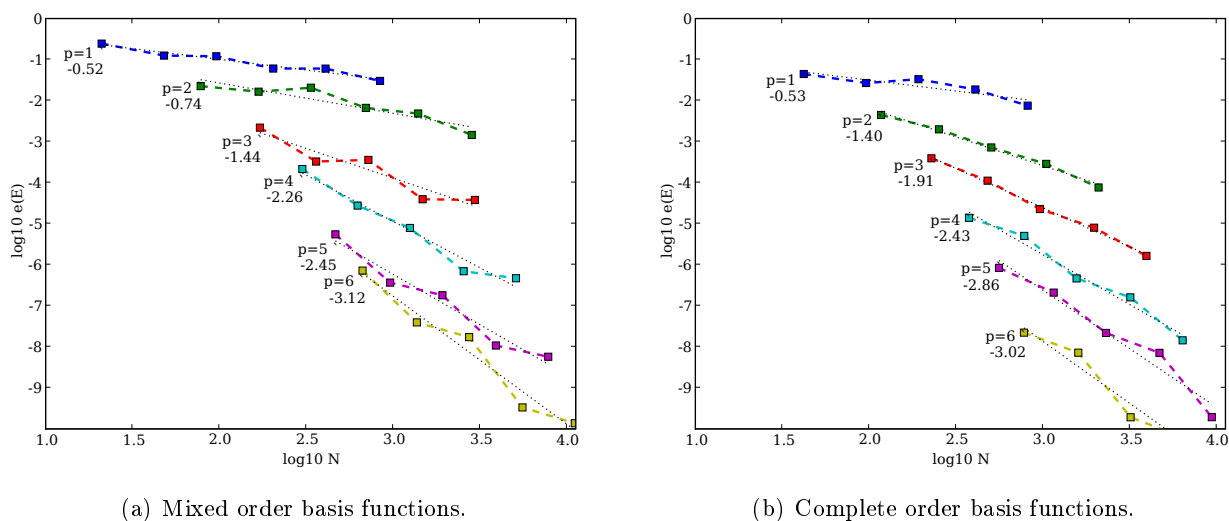 0
-1
-2
-3
-4
-5
-6
-7
-8
-9
log10 e(E)
p=1
-0.52
p=2
-0.74
p=3
-1.44
p=4
-2.26
p=5
-2.45
p=6
-3.12
1.0 1.5 2.0 2.5 3.0 3.5 4.0
log10 N
(a) Mixed order basis functions.
0
-1
-2
-3
-4
-5
-6
-7
-8
-9
log10 e(E)
p=1
-0.53
p=2
-1.40
p=3
-1.91
p=4
-2.43
p=5
-2.86
p=6
-3.02
1.0 1.5 2.0 2.5 3.0 3.5 4.0
log10 N
(b) Complete order basis functions.